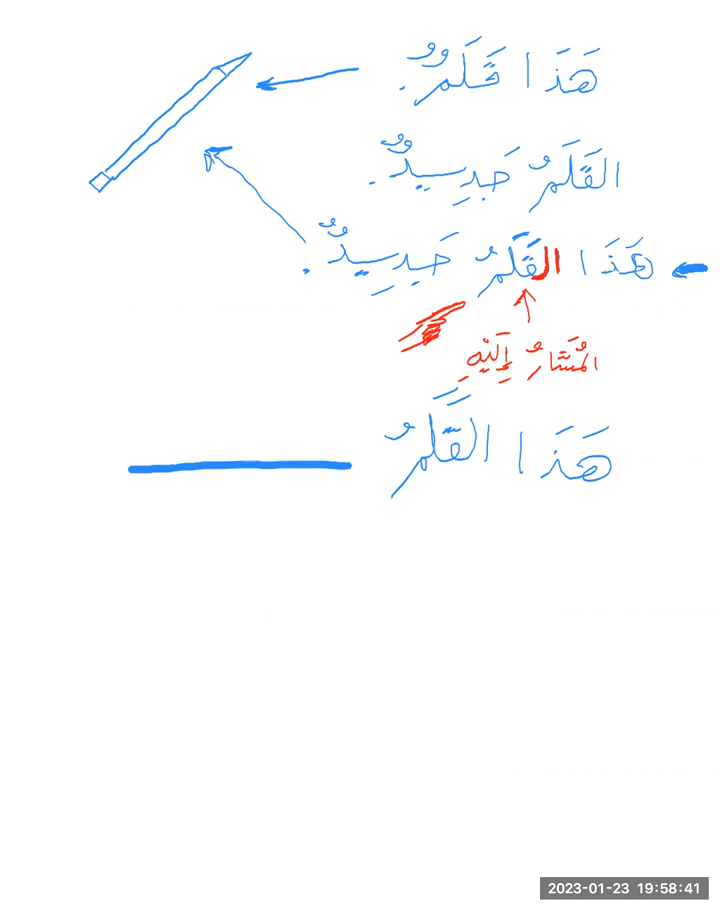 هَذَا قَلَمٌ.
القَلَمُ جَدِيدٌ.
هَذَا القَلَمُ جَدِيدٌ.
المُشَارُ إِلَيْهِ
هَذَا القَلَمُ
2023-01-23 19:58:41